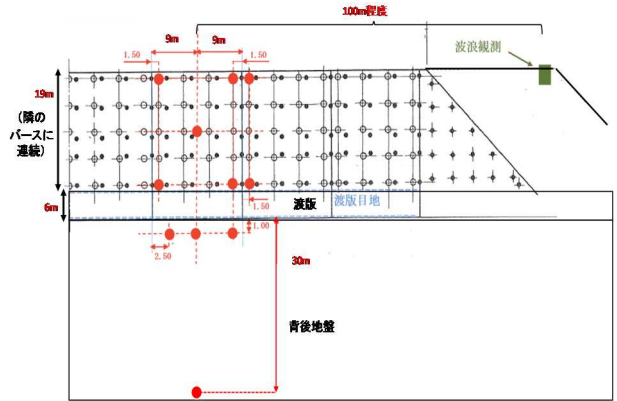 100m程度
9m
9m
1.50
1.50
波浪観測
19m
(隣の
バースに
連続)
1.50
渡版
渡版目地
6m
1.00
2.50
30m
背後地盤